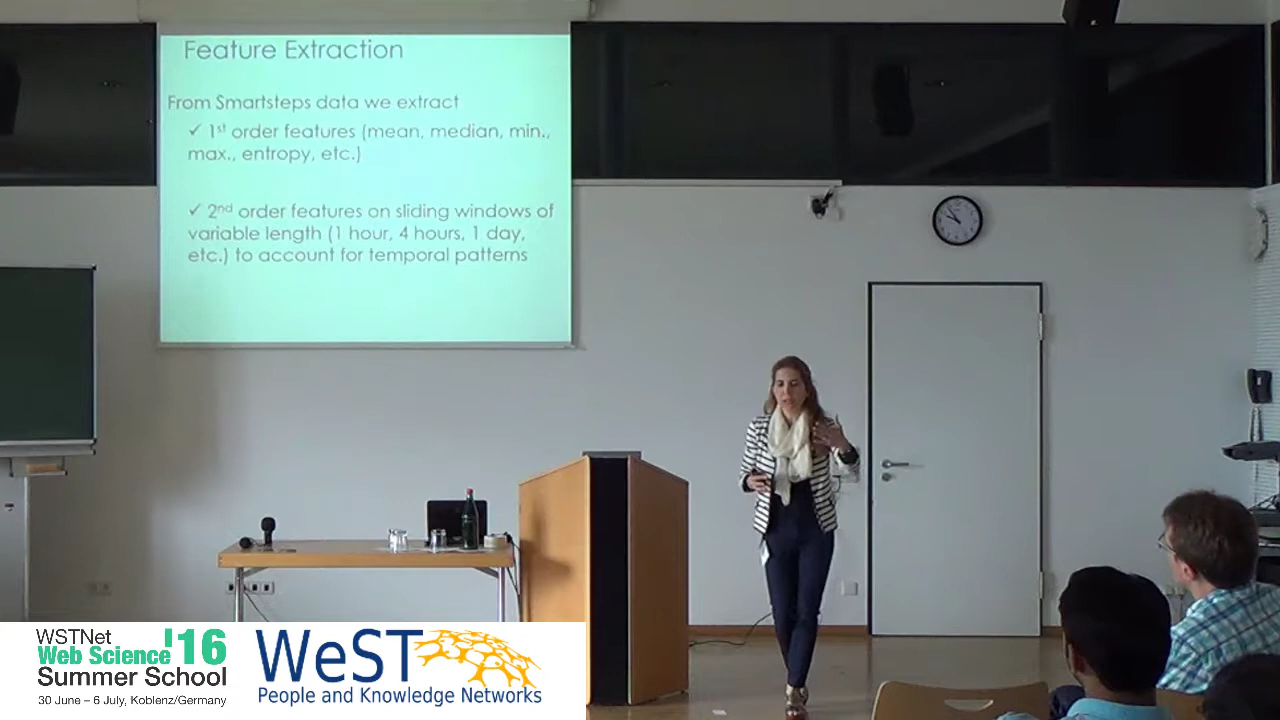 Feature Extraction
From Smartsteps data we extract
✓ 1st order features (mean, median, min.,
max., entropy, etc.)
✓ 2nd order features on sliding windows of
variable length (1 hour, 4 hours, 1 day,
etc.) to account for temporal patterns
WSTNet
Web Science '16
Summer School
30 June – 6 July, Koblenz/Germany
WeST
People and Knowledge Networks